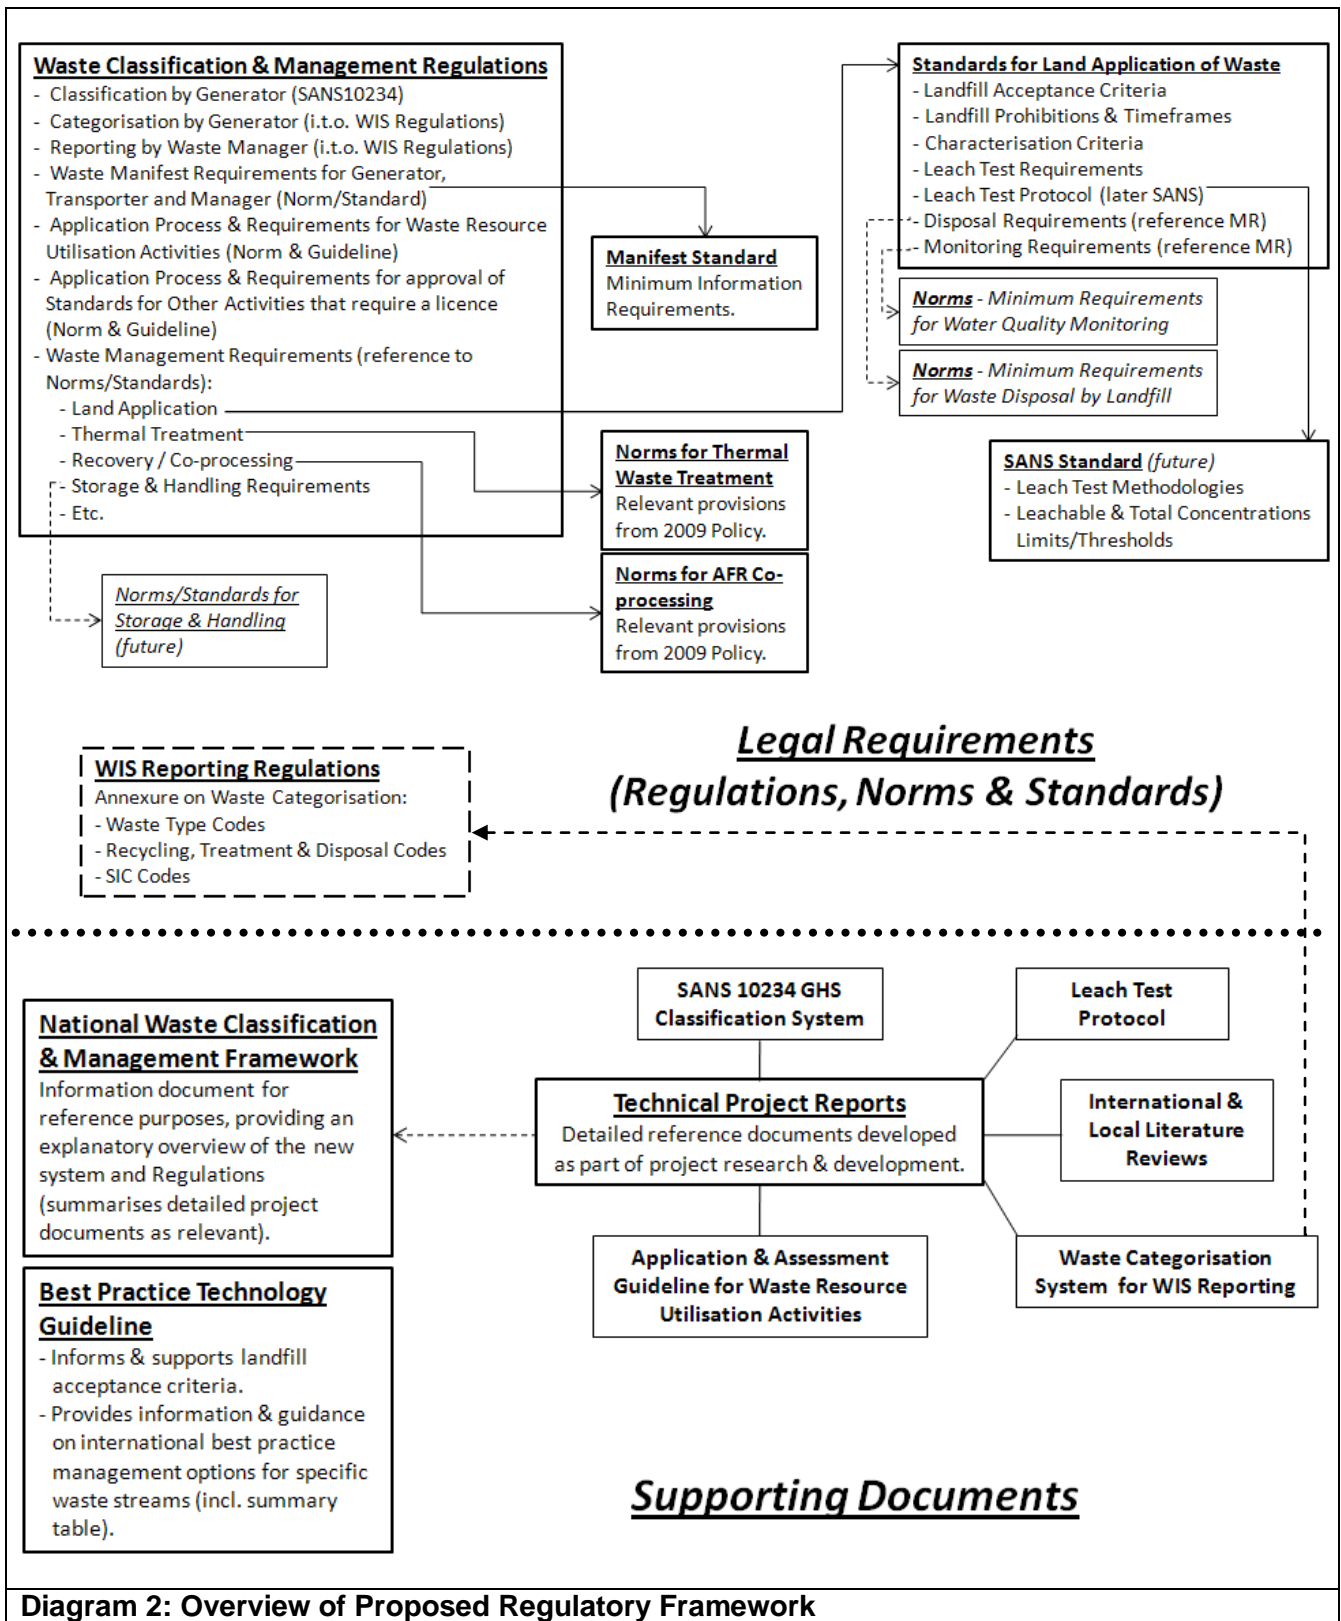 Waste Classification & Management Regulations
- Classification by Generator (SANS10234)
- Categorisation by Generator (i.t.o. WIS Regulations)
- Reporting by Waste Manager (i.t.o. WIS Regulations)
- Waste Manifest Requirements for Generator,
Transporter and Manager (Norm/Standard)
- Application Process & Requirements for Waste Resource
Utilisation Activities (Norm & Guideline)
- Application Process & Requirements for approval of
Standards for Other Activities that require a licence
(Norm & Guideline)
- Waste Management Requirements (reference to
Norms/Standards):
- Land Application
- Thermal Treatment
- Recovery / Co-processing
- Storage & Handling Requirements
- Etc.
Standards for Land Application of Waste
- Landfill Acceptance Criteria
- Landfill Prohibitions & Timeframes
- Characterisation Criteria
- Leach Test Requirements
- Leach Test Protocol (later SANS)
- Disposal Requirements (reference MR)
- Monitoring Requirements (reference MR)
Manifest Standard
Minimum Information
Requirements.
Norms - Minimum Requirements
for Water Quality Monitoring
Norms - Minimum Requirements
for Waste Disposal by Landfill
Norms for Thermal
Waste Treatment
Relevant provisions
from 2009 Policy.
SANS Standard (future)
- Leach Test Methodologies
- Leachable & Total Concentrations
Limits/Thresholds
Norms for AFR Co-
processing
Relevant provisions
from 2009 Policy.
Norms/Standards for
Storage & Handling
(future)
Legal Requirements
(Regulations, Norms & Standards)
WIS Reporting Regulations
Annexure on Waste Categorisation:
- Waste Type Codes
- Recycling, Treatment & Disposal Codes
- SIC Codes
SANS 10234 GHS
Classification System
Leach Test
Protocol
National Waste Classification
& Management Framework
Information document for
reference purposes, providing an
explanatory overview of the new
system and Regulations
(summarises detailed project
documents as relevant).
Technical Project Reports
Detailed reference documents developed
as part of project research & development.
International &
Local Literature
Reviews
Application & Assessment
Guideline for Waste Resource
Utilisation Activities
Waste Categorisation
System for WIS Reporting
Best Practice Technology
Guideline
- Informs & supports landfill
acceptance criteria.
- Provides information & guidance
on international best practice
management options for specific
waste streams (incl. summary
table).
Supporting Documents
Diagram 2: Overview of Proposed Regulatory Framework